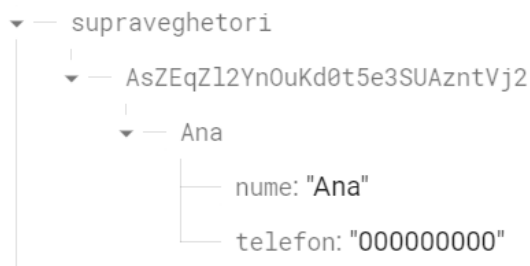 supraveghetori
AsZEqZl2YnOuKd0t5e3SUAzntVj2
Ana
nume: "Ana"
telefon: "000000000"